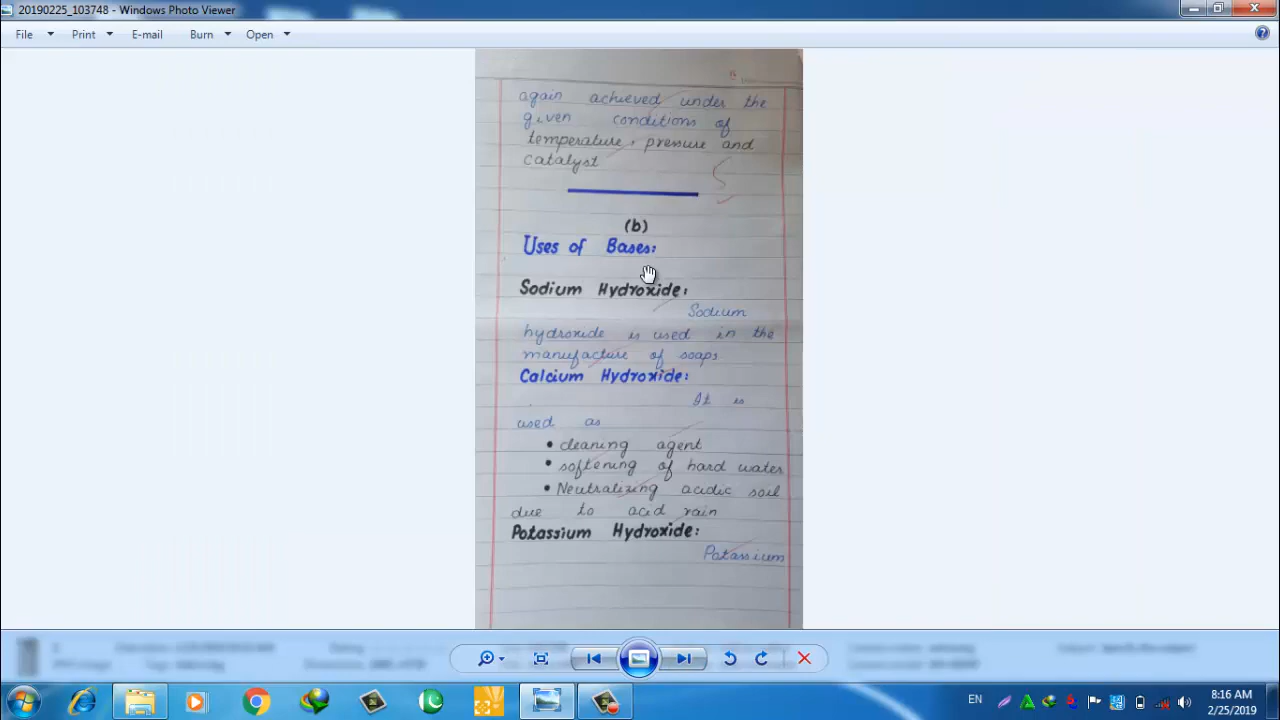 20190225_103748 - Windows Photo Viewer
File Print E-mail Burn Open
again achieved under the
given conditions of
temperature, pressure and
catalyst
(b)
Uses of Bases:
Sodium Hydroxide:
Sodium
hydroxide is used in the
manufacture of soaps
Calcium Hydroxide:
It is
used as
• cleaning agent
• softening of hard water
• Neutralizing acidic soil
due to acid rain
Potassium Hydroxide:
Potassium
EN
8:16 AM
2/25/2019